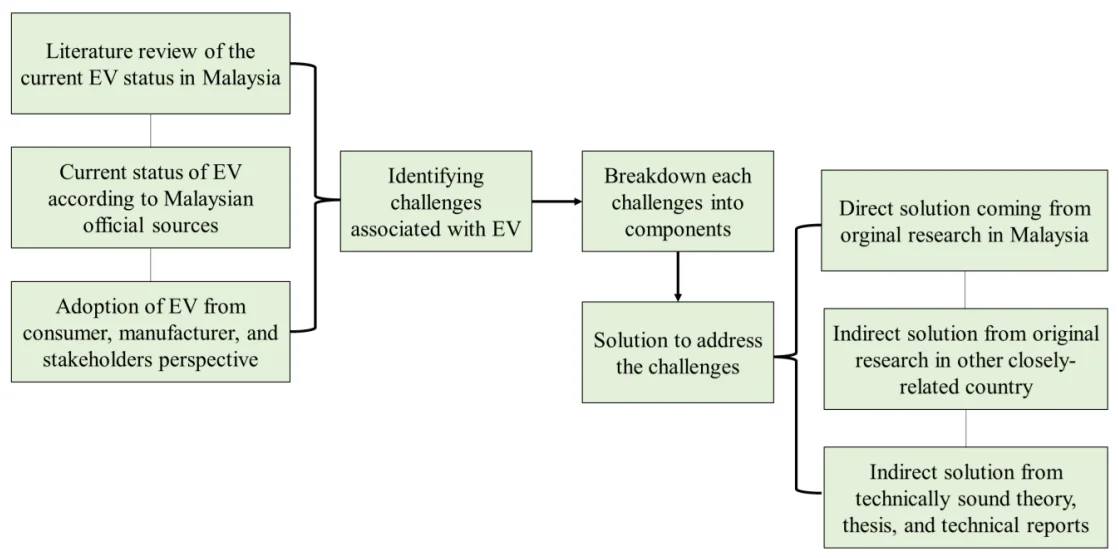 Literature review of the
current EV status in Malaysia
Current status of EV
according to Malaysian
official sources
Adoption of EV from
consumer, manufacturer, and
stakeholders perspective
Identifying
challenges
associated with EV
Breakdown each
challenges into
components
Solution to address
the challenges
Direct solution coming from
orginal research in Malaysia
Indirect solution from original
research in other closely-
related country
Indirect solution from
technically sound theory,
thesis, and technical reports